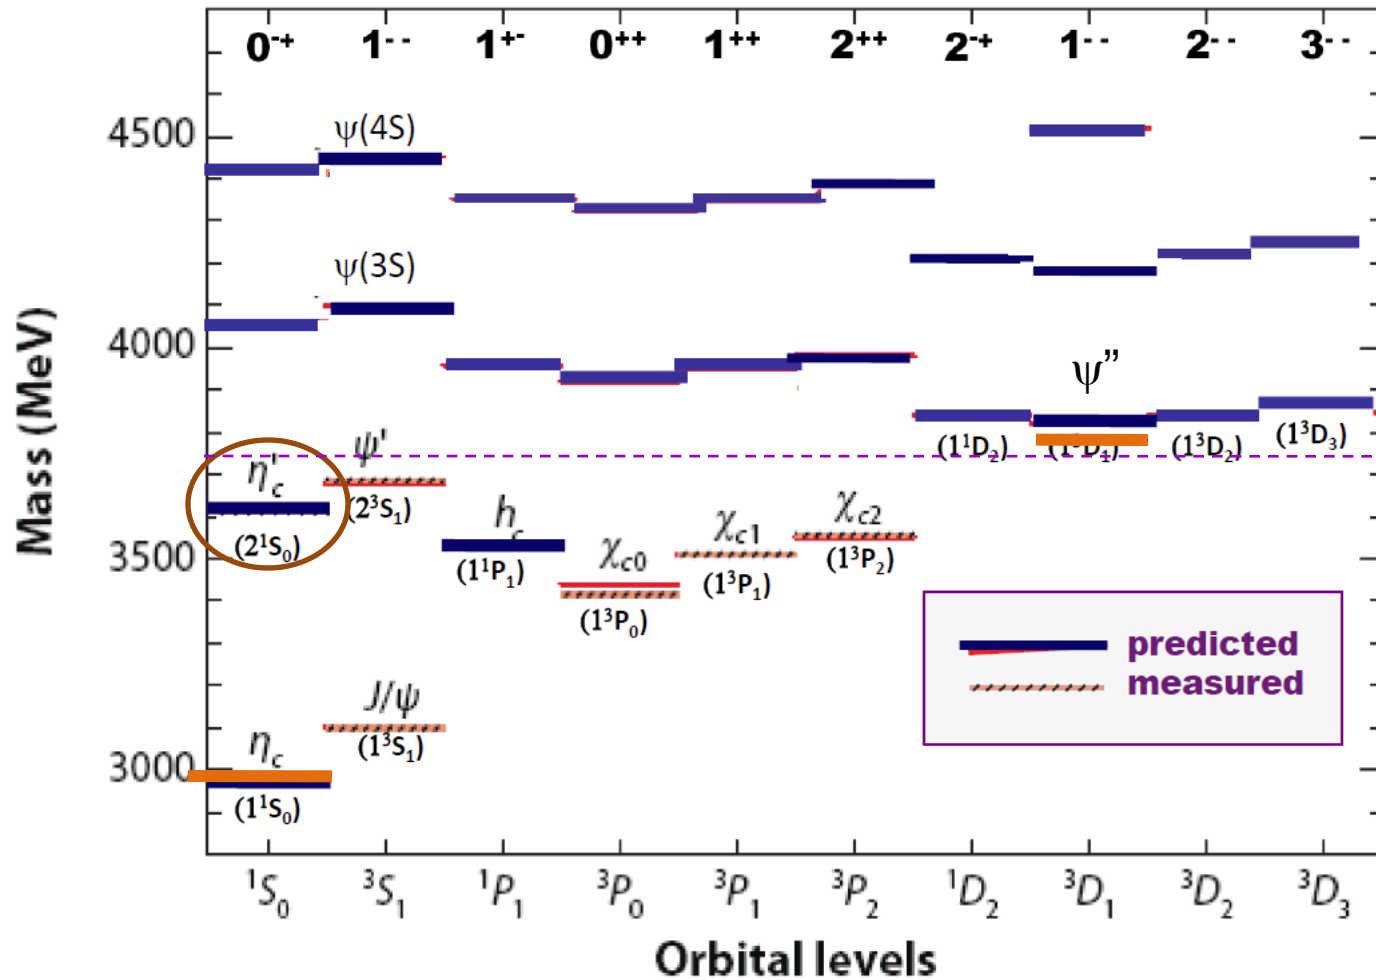 0⁻⁺ 1⁻⁻ 1⁺⁻ 0⁺⁺ 1⁺⁺ 2⁺⁺ 2⁻⁺ 1⁻⁻ 2⁻⁻ 3⁻⁻
4500
ψ(4S)
ψ(3S)
4000
ψ''
(1¹D₂) (1³D₁) (1³D₂) (1³D₃)
η'c ψ'
(2¹S₀) (2³S₁)
3500
hc χc0 χc1 χc2
(1¹P₁) (1³P₀) (1³P₁) (1³P₂)
predicted
measured
J/ψ
(1³S₁)
ηc
3000
(1¹S₀)
Mass (MeV)
¹S₀ ³S₁ ¹P₁ ³P₀ ³P₁ ³P₂ ¹D₂ ³D₁ ³D₂ ³D₃
Orbital levels